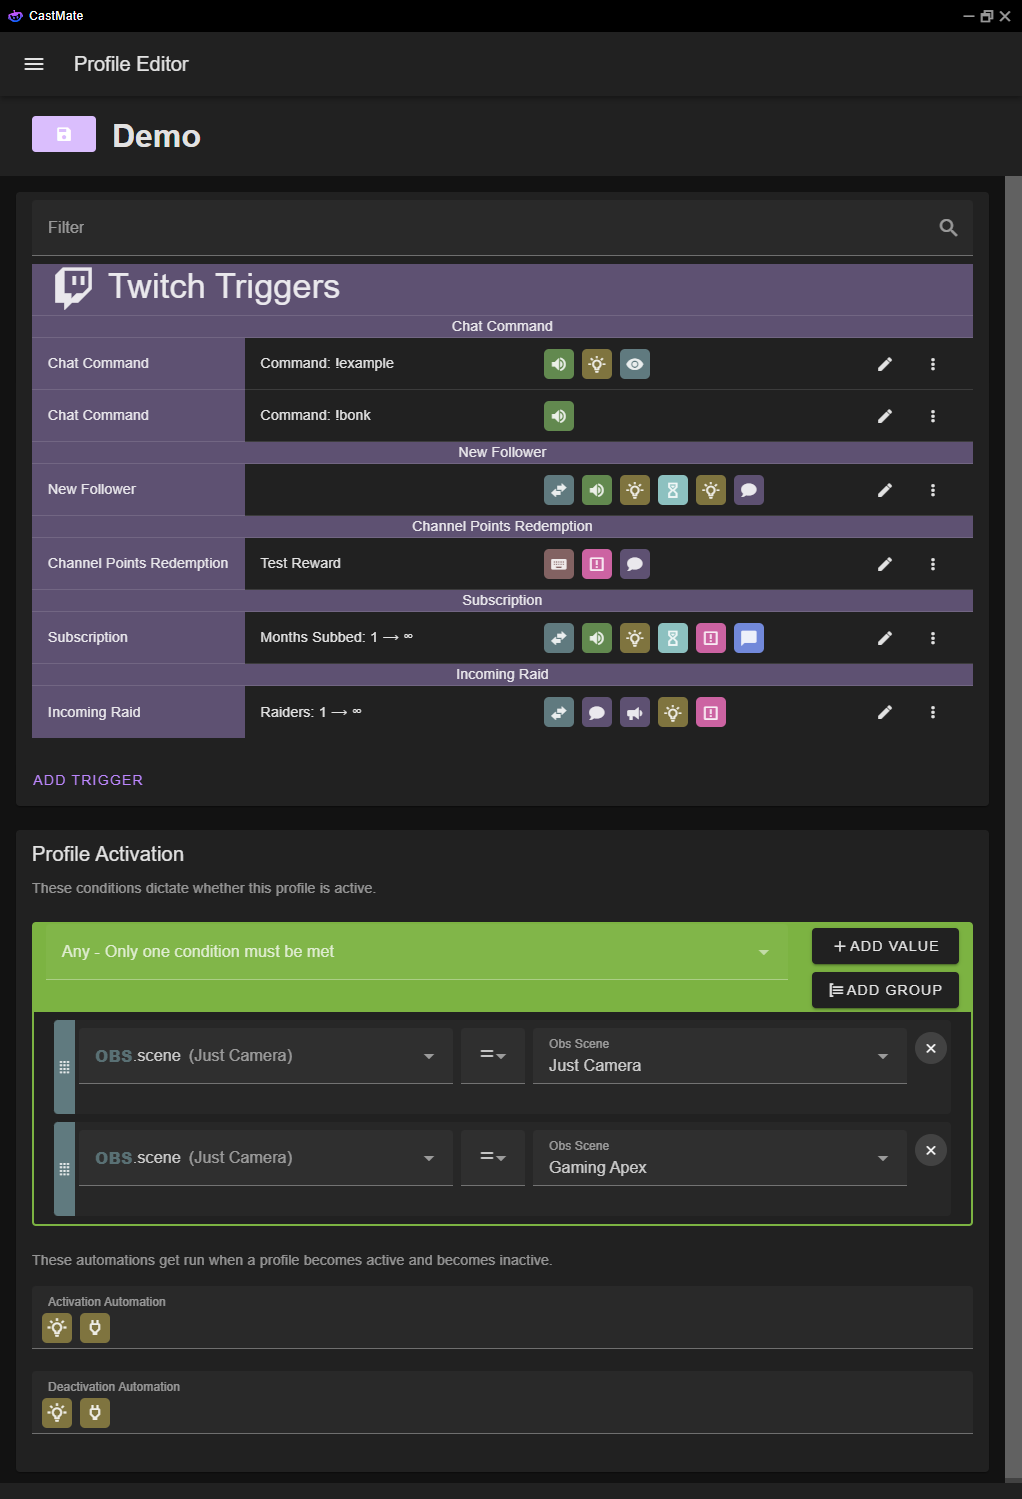 CastMate
Profile Editor
Demo
Filter
Twitch Triggers
Chat Command
Chat Command Command: !example
Chat Command Command: !bonk
New Follower
New Follower
Channel Points Redemption
Channel Points Redemption Test Reward
Subscription
Subscription Months Subbed: 1 → ∞
Incoming Raid
Incoming Raid Raiders: 1 → ∞
ADD TRIGGER
Profile Activation
These conditions dictate whether this profile is active.
Any - Only one condition must be met
+ ADD VALUE
ADD GROUP
OBS.scene (Just Camera) = Obs Scene
Just Camera
OBS.scene (Just Camera) = Obs Scene
Gaming Apex
These automations get run when a profile becomes active and becomes inactive.
Activation Automation
Deactivation Automation